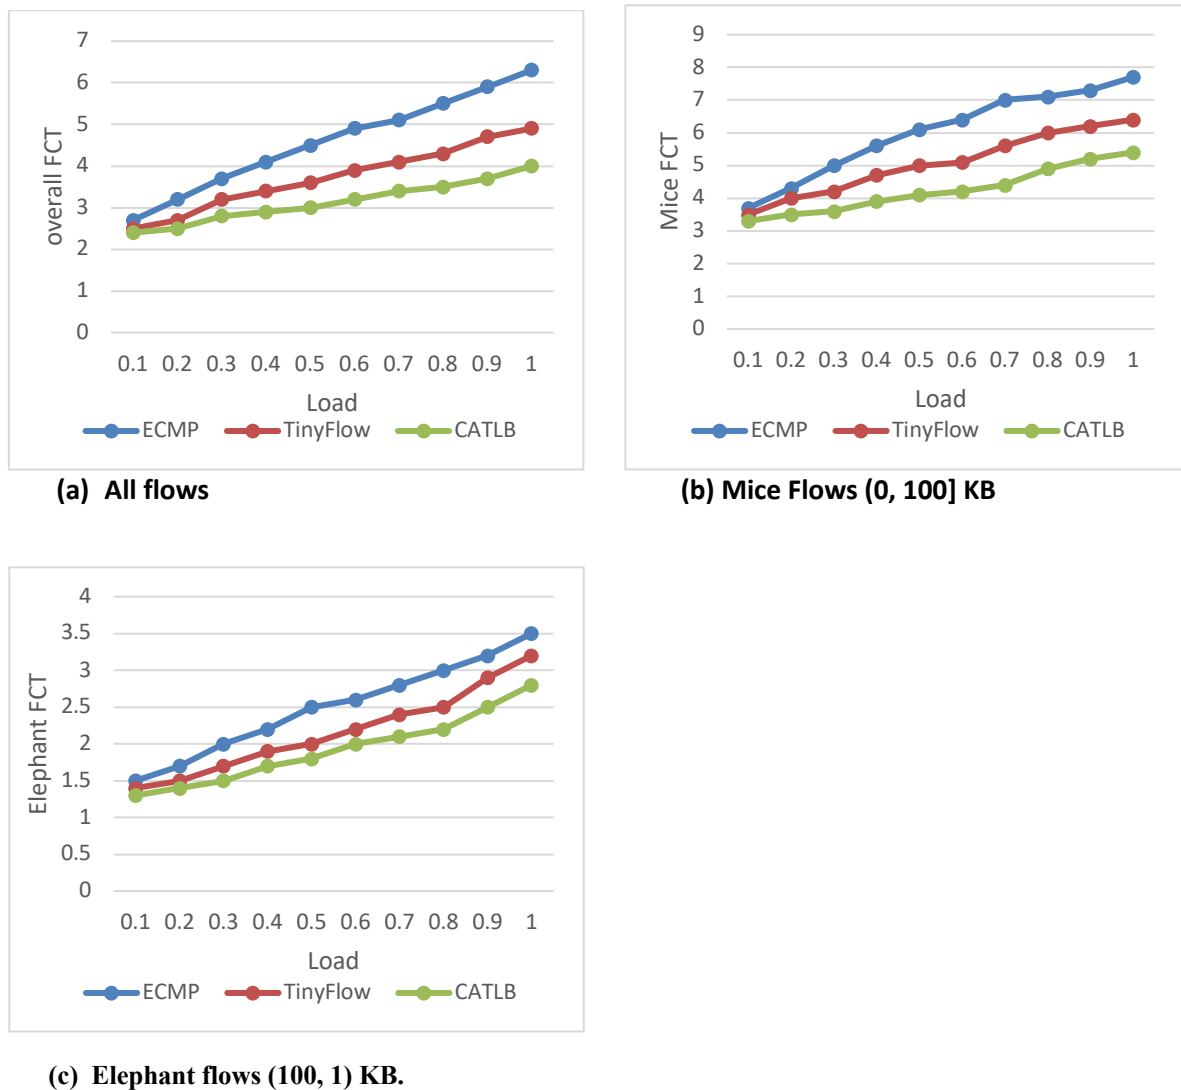 7
6
5
4
3
2
1
0
overall FCT
0.1 0.2 0.3 0.4 0.5 0.6 0.7 0.8 0.9 1
Load
ECMP TinyFlow CATLB
(a) All flows
9
8
7
6
5
4
3
2
1
0
Mice FCT
0.1 0.2 0.3 0.4 0.5 0.6 0.7 0.8 0.9 1
Load
ECMP TinyFlow CATLB
(b) Mice Flows (0, 100] KB
4
3.5
3
2.5
2
1.5
1
0.5
0
Elephant FCT
0.1 0.2 0.3 0.4 0.5 0.6 0.7 0.8 0.9 1
Load
ECMP TinyFlow CATLB
(c) Elephant flows (100, 1) KB.